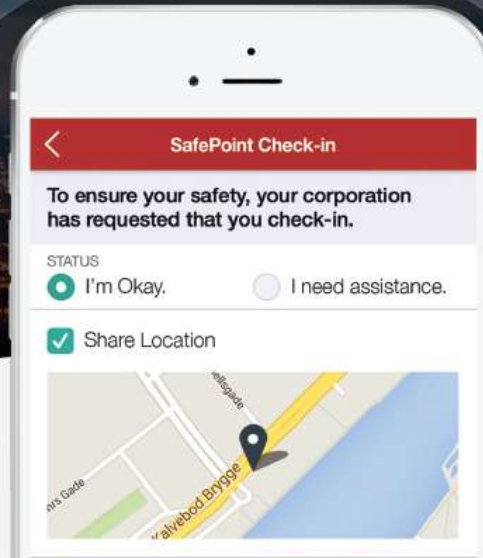 SafePoint Check-in
To ensure your safety, your corporation
has requested that you check-in.
STATUS
I'm Okay.
I need assistance.
Share Location
Kalvebod Brygge
Gade